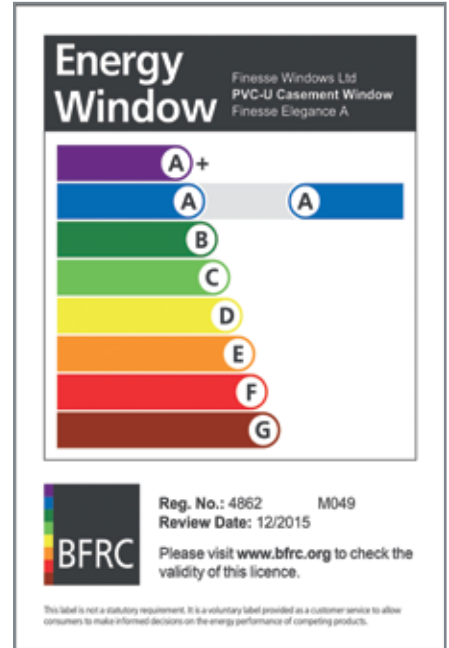 Energy
Window
Finesse Windows Ltd
PVC-U Casement Window
Finesse Elegance A
A+
A A
B
C
D
E
F
G
BFRC
Reg. No.: 4862 M049
Review Date: 12/2015
Please visit www.bfrc.org to check the
validity of this licence.
This label is not a statutory requirement. It is a voluntary label provided as a customer service to allow
consumers to make informed decisions on the energy performance of competing products.